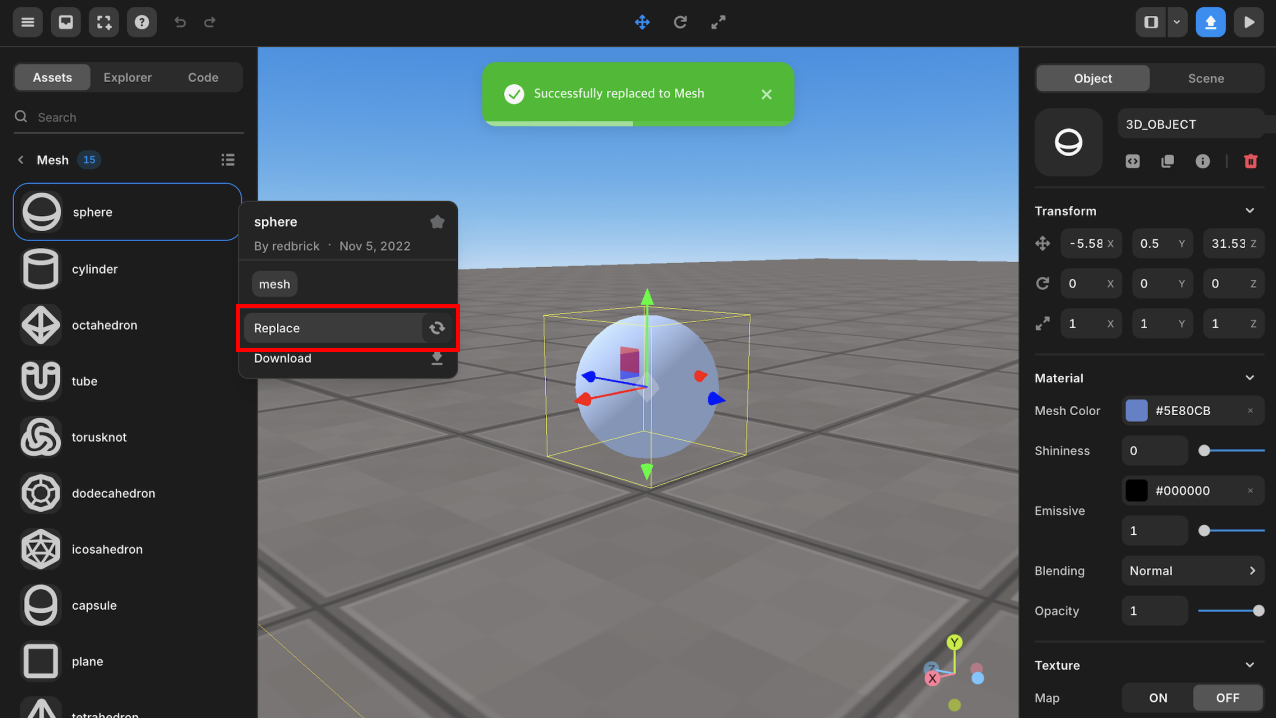 Assets Explorer Code
Search
Mesh 15
sphere
cylinder
octahedron
tube
torusknot
dodecahedron
icosahedron
capsule
plane
tetrahedron
sphere
By redbrick · Nov 5, 2022
mesh
Replace
Download
Successfully replaced to Mesh
Y
Z
X
Object Scene
3D_OBJECT
Transform
-5.58 X 0.5 Y 31.53 Z
0 X 0 Y 0 Z
1 X 1 Y 1 Z
Material
Mesh Color #5E80CB
Shininess 0
#000000
Emissive
1
Blending Normal
Opacity 1
Texture
Map ON OFF